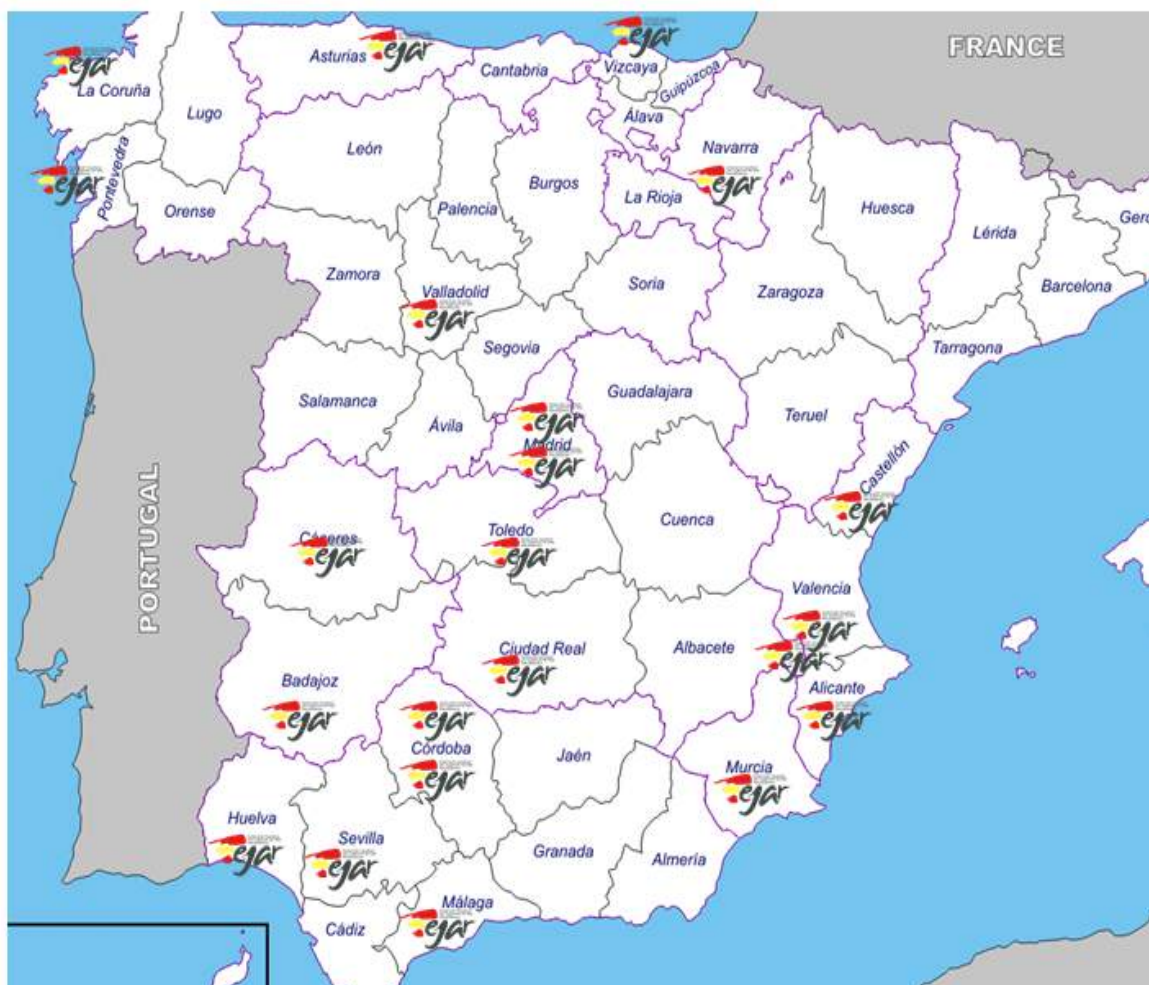 FRANCE
Asturias
ejar
ejar
Cantabria
Vizcaya
Guipúzcoa
ejar
La Coruña
Lugo
Álava
León
Navarra
ejar
Pontevedra
ejar
Burgos
La Rioja
Huesca
Orense
Palencia
Lérida
Gero
Zamora
Valladolid
ejar
Soria
Zaragoza
Barcelona
Segovia
Tarragona
Salamanca
Ávila
Guadalajara
Teruel
ejar
Madrid
ejar
Castellón
ejar
Cuenca
Cáceres
ejar
Toledo
ejar
PORTUGAL
Valencia
ejar
Ciudad Real
ejar
Albacete
ejar
Badajoz
ejar
Alicante
ejar
ejar
Córdoba
ejar
Jaén
Murcia
ejar
Huelva
ejar
Sevilla
ejar
Granada
Almería
Málaga
ejar
Cádiz